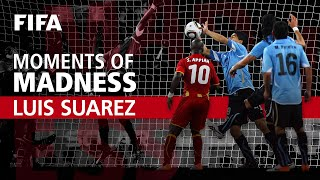 FIFA
MOMENTS OF
MADNESS
LUIS SUAREZ
S. APPIAH
10
16